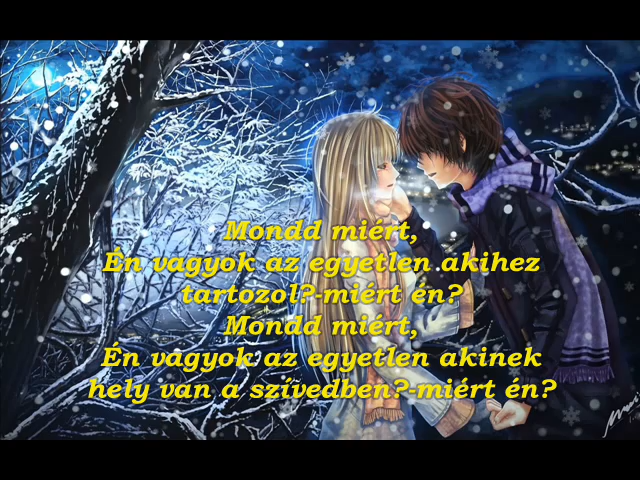 Mondd miért,
Én vagyok az egyetlen akihez
tartozol?-miért én?
Mondd miért,
Én vagyok az egyetlen akinek
hely van a szívedben?-miért én?